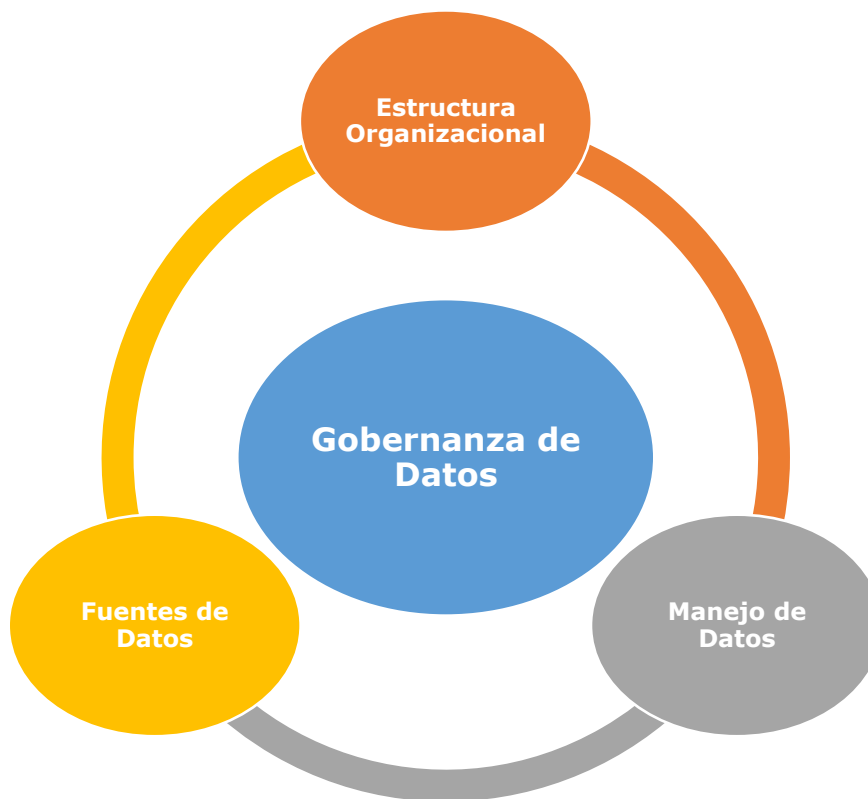 Estructura
Organizacional
Gobernanza de
Datos
Fuentes de
Datos
Manejo de
Datos